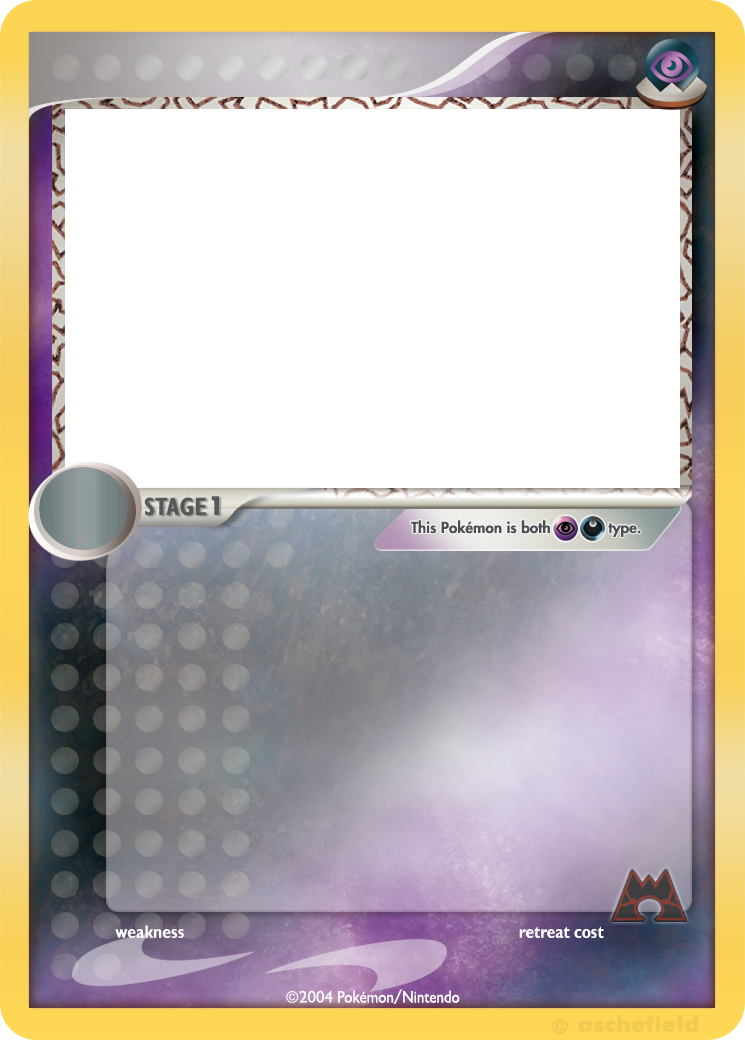 STAGE 1
This Pokémon is both type.
weakness
retreat cost
©2004 Pokémon/Nintendo
© aschefield